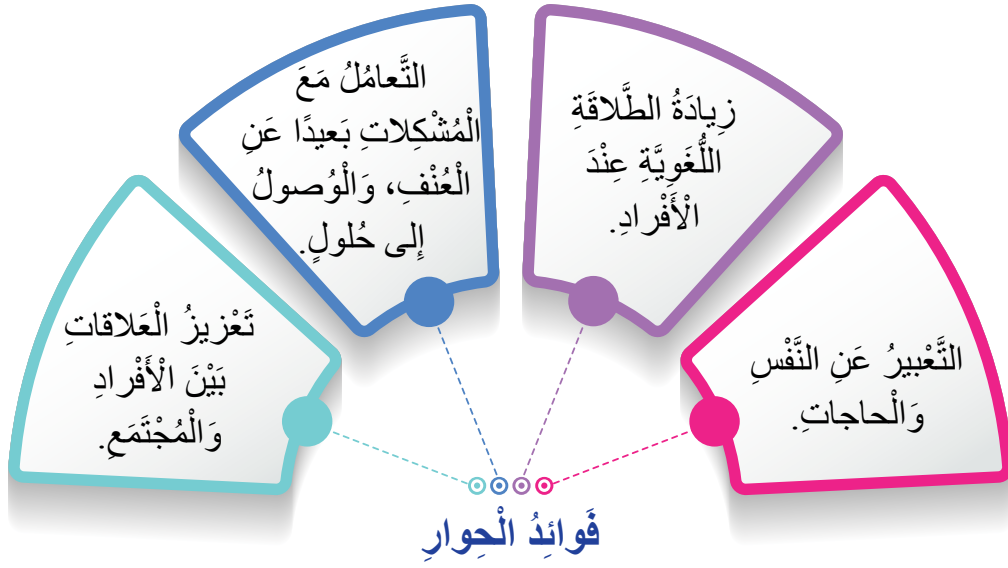 التَّعْبيرُ عَنِ النَّفْسِ
وَالْحاجاتِ.
زِيادَةُ الطَّلاقَةِ
اللُّغَوِيَّةِ عِنْدَ
الْأَفْرادِ.
التَّعامُلُ مَعَ
الْمُشْكِلاتِ بَعيدًا عَنِ
الْعُنْفِ، وَالْوُصولُ
إِلى حُلولٍ.
تَعْزيزُ الْعَلاقاتِ
بَيْنَ الْأَفْرادِ
وَالْمُجْتَمَعِ.
فَوائِدُ الْحِوارِ